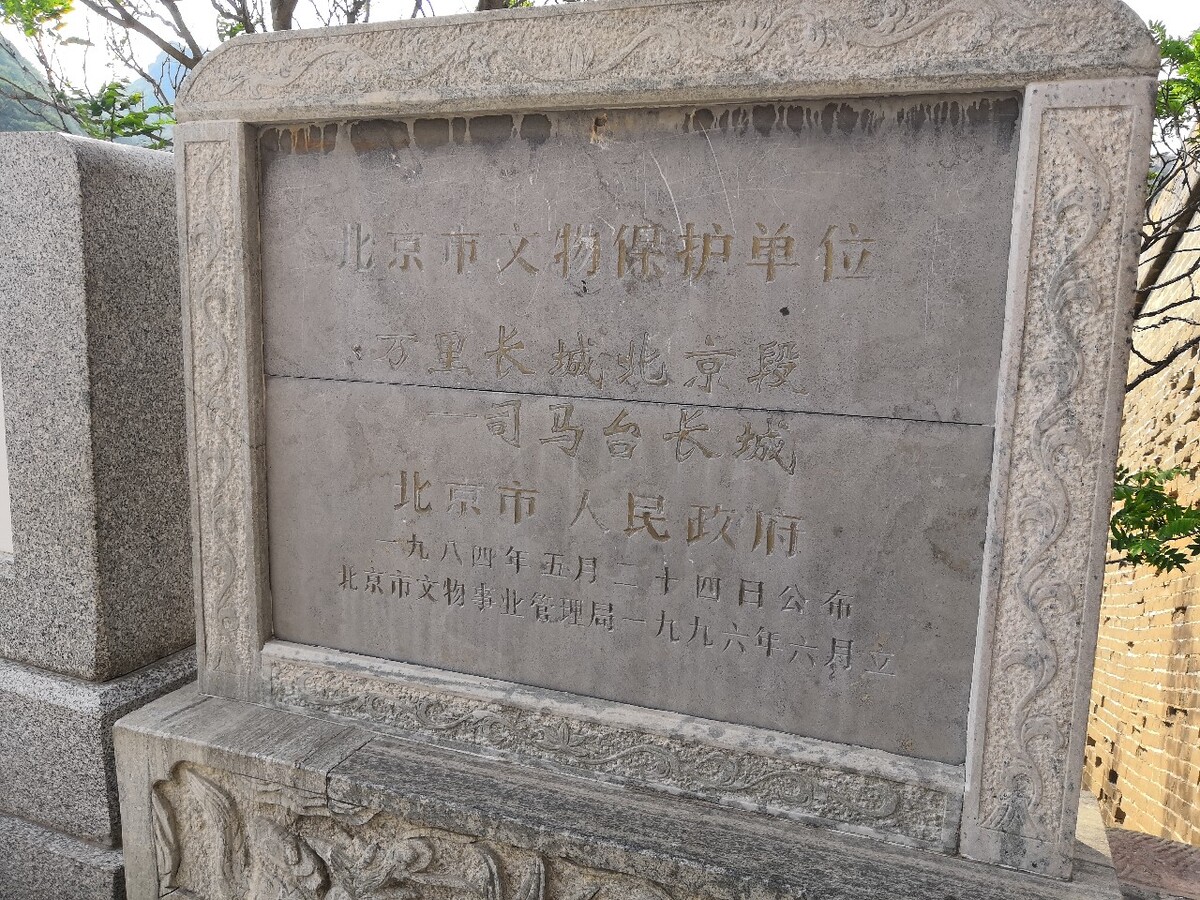 北京市文物保护单位
万里长城北京段
—司马台长城
北京市人民政府
一九八四年五月二十四日公布
北京市文物事业管理局一九九六年六月立